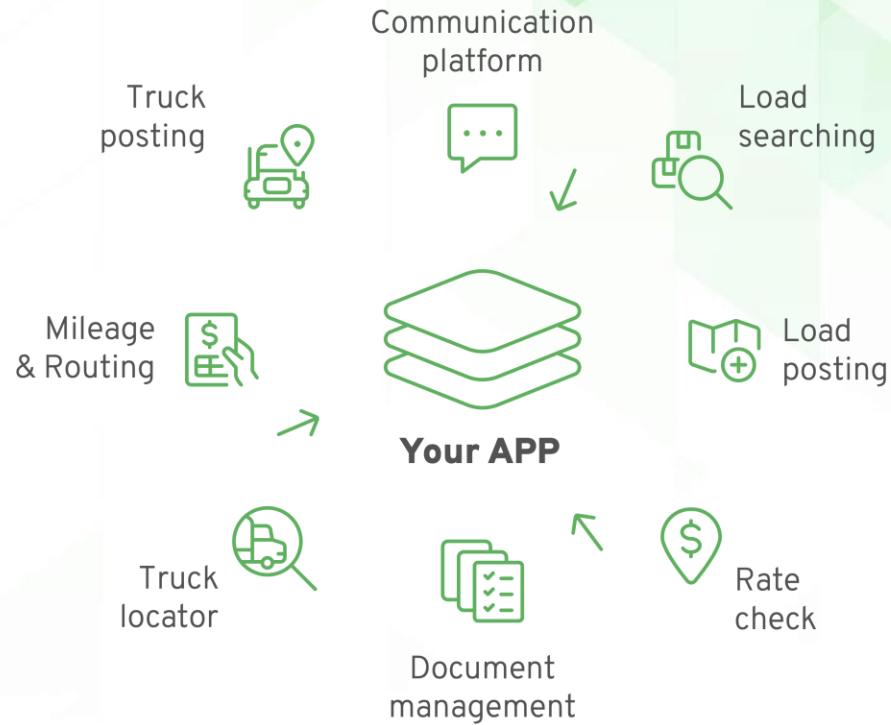 Communication
platform
Truck
posting
Load
searching
Mileage
& Routing
Load
posting
Your APP
Truck
locator
Rate
check
Document
management